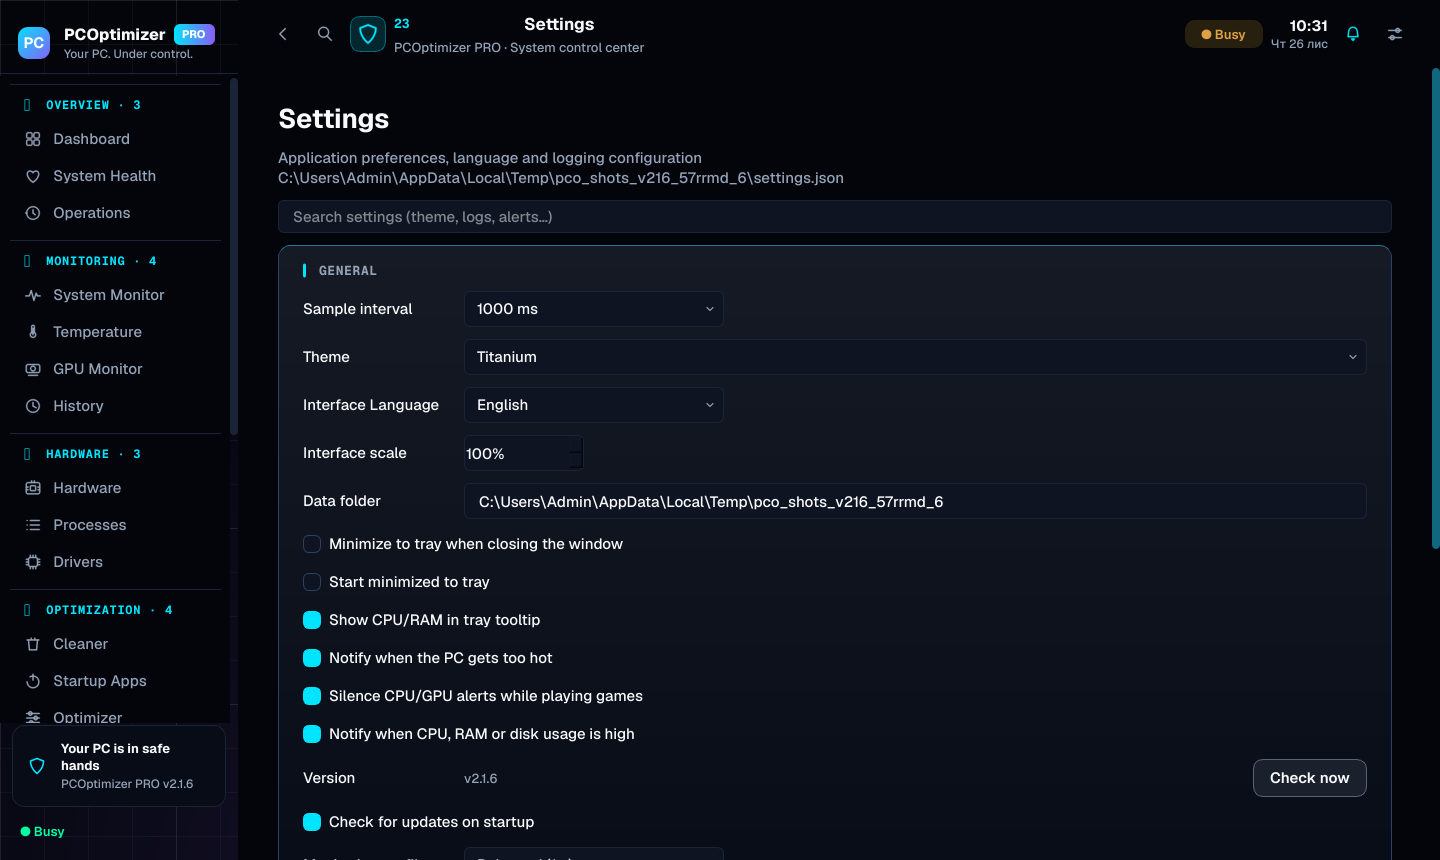 PC
PCOptimizer PRO
Your PC. Under control.
OVERVIEW · 3
Dashboard
System Health
Operations
MONITORING · 4
System Monitor
Temperature
GPU Monitor
History
HARDWARE · 3
Hardware
Processes
Drivers
OPTIMIZATION · 4
Cleaner
Startup Apps
Optimizer
Your PC is in safe
hands
PCOptimizer PRO v2.1.6
Busy
23
Settings
PCOptimizer PRO · System control center
Busy
10:31
Чт 26 лис
Settings
Application preferences, language and logging configuration
C:\Users\Admin\AppData\Local\Temp\pco_shots_v216_57rrmd_6\settings.json
Search settings (theme, logs, alerts…)
GENERAL
Sample interval 1000 ms
Theme Titanium
Interface Language English
Interface scale 100%
Data folder C:\Users\Admin\AppData\Local\Temp\pco_shots_v216_57rrmd_6
Minimize to tray when closing the window
Start minimized to tray
Show CPU/RAM in tray tooltip
Notify when the PC gets too hot
Silence CPU/GPU alerts while playing games
Notify when CPU, RAM or disk usage is high
Version v2.1.6 Check now
Check for updates on startup